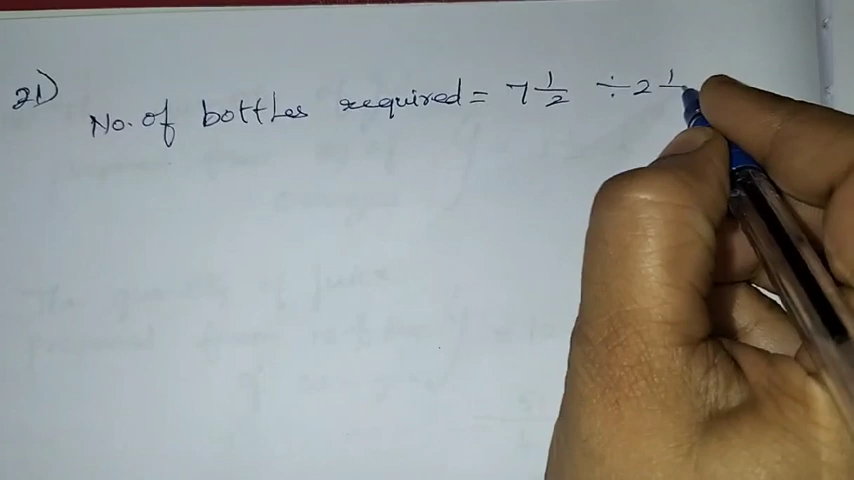 21)
No. of bottles required = 7 1/2 ÷ 2 1/